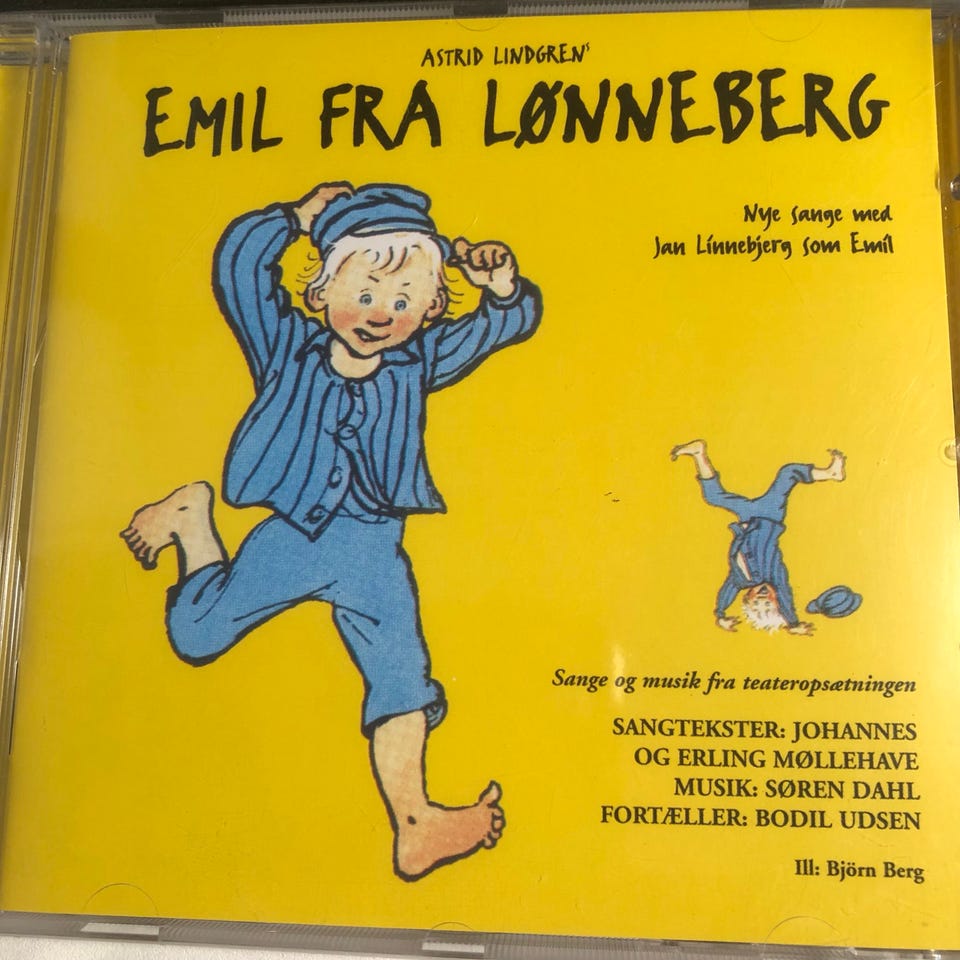 ASTRID LINDGRENS'
EMIL FRA LØNNEBERG
Nye sange med
Jan Linnebjerg som Emil
Sange og musik fra teateropsætningen
SANGTEKSTER: JOHANNES
OG ERLING MØLLEHAVE
MUSIK: SØREN DAHL
FORTÆLLER: BODIL UDSEN
Ill: Björn Berg